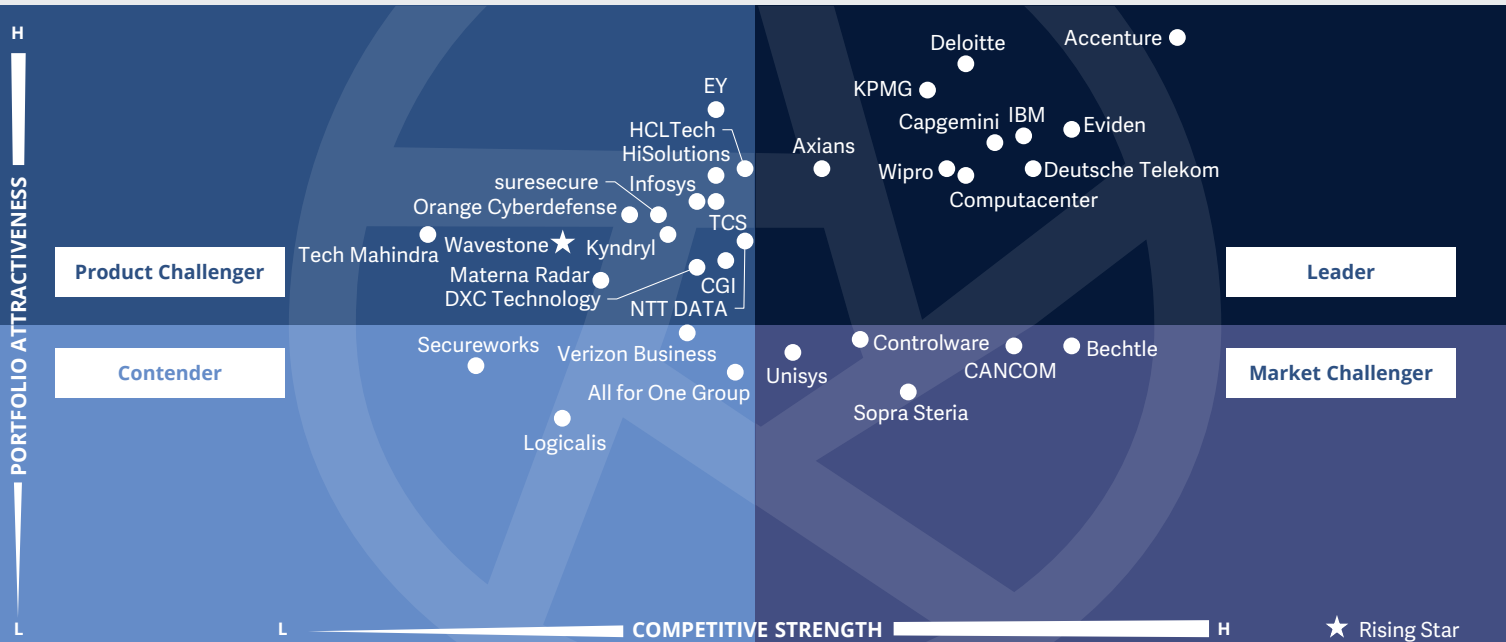 H
Deloitte
Accenture
EY
KPMG
HCLTech
Capgemini
IBM
Eviden
HiSolutions
Axians
suresecure
Infosys
Wipro
Deutsche Telekom
Orange Cyberdefense
Computacenter
TCS
Tech Mahindra
Wavestone
Kyndryl
Product Challenger
Materna Radar
CGI
Leader
DXC Technology
NTT DATA
PORTFOLIO ATTRACTIVENESS
Secureworks
Verizon Business
Controlware
Bechtle
Contender
Unisys
CANCOM
Market Challenger
All for One Group
Sopra Steria
Logicalis
L
L
COMPETITIVE STRENGTH
H
Rising Star